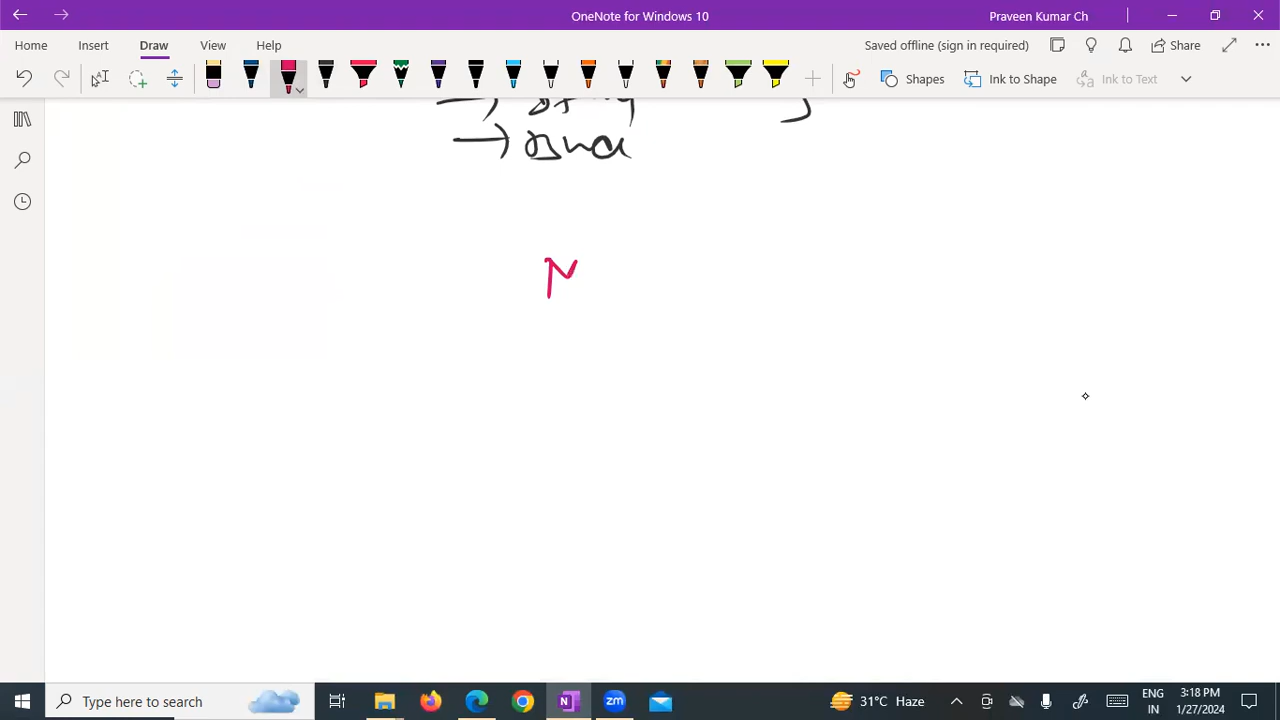 OneNote for Windows 10
Praveen Kumar Ch
Home Insert Draw View Help
Saved offline (sign in required)
Share
Shapes
Ink to Shape
Ink to Text
Type here to search
31°C Haze
ENG
IN
3:18 PM
1/27/2024